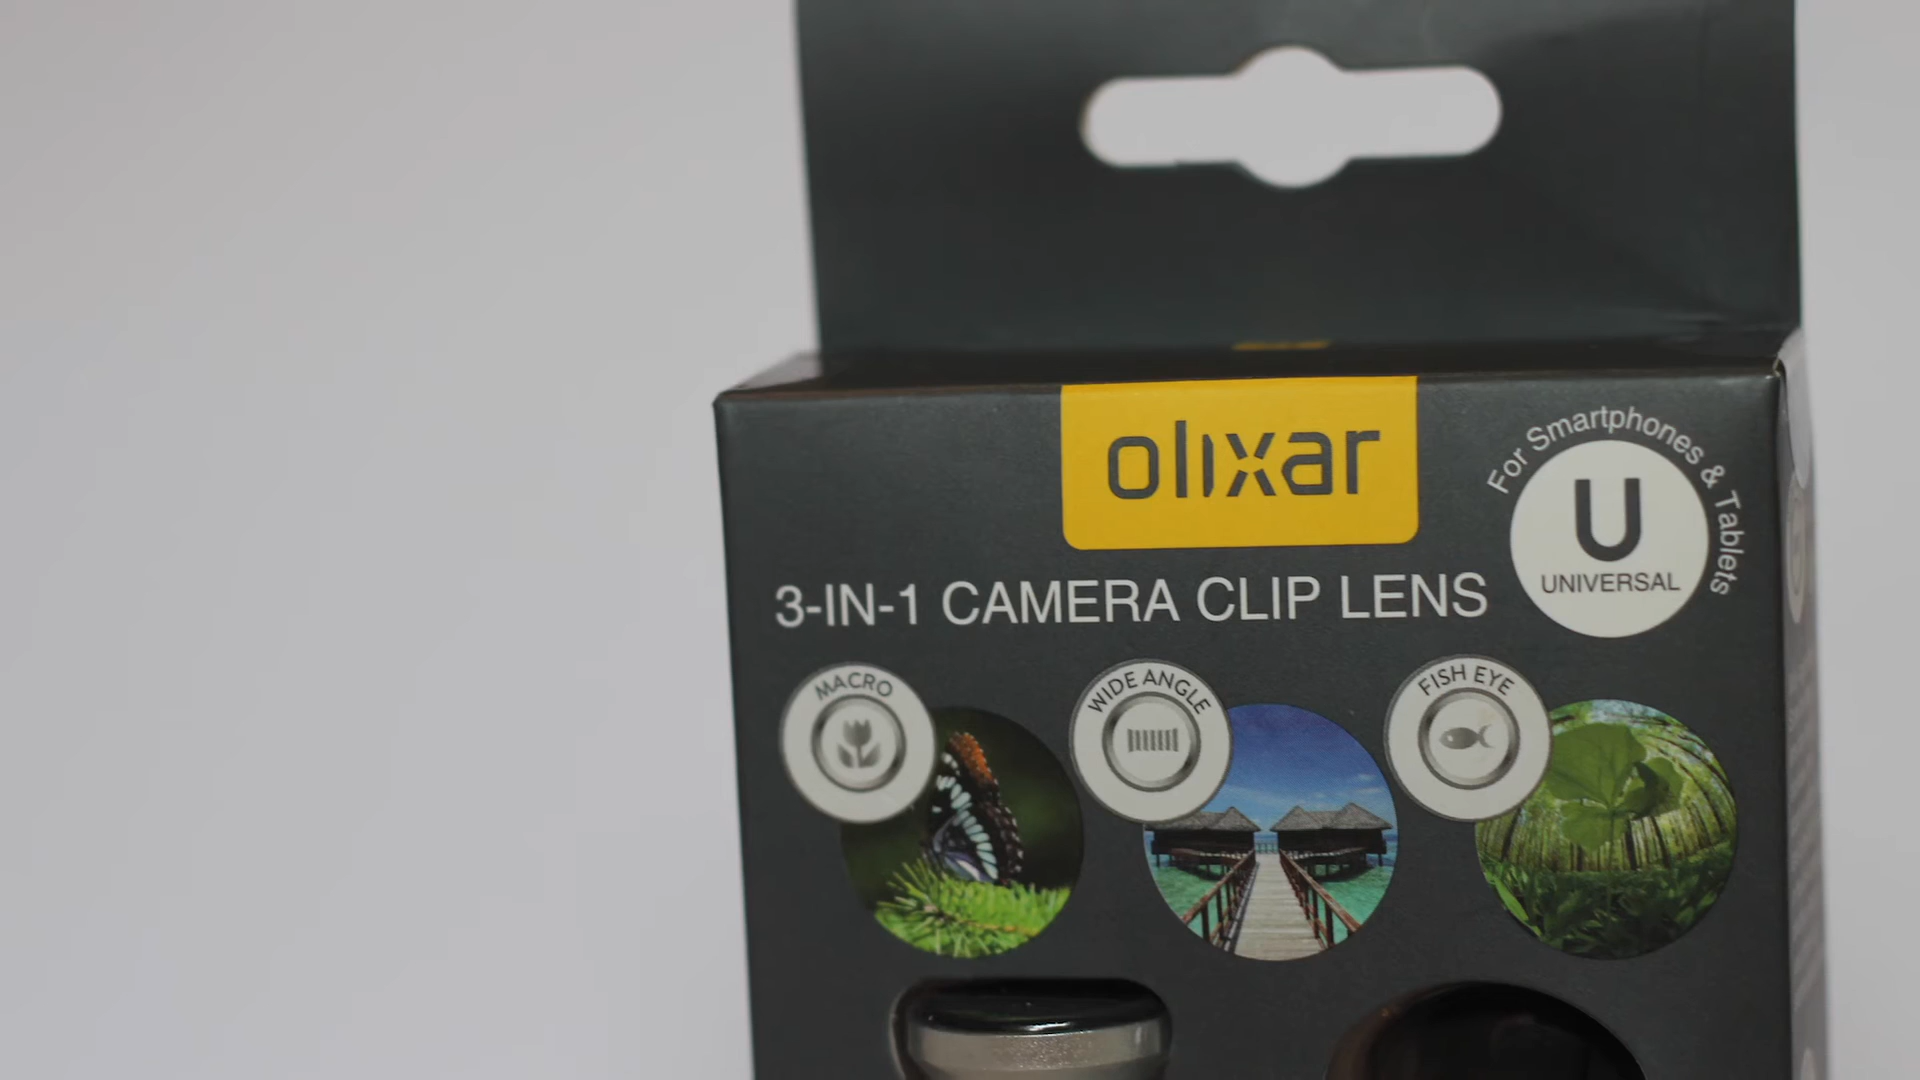 olixar
For Smartphones & Tablets
U
UNIVERSAL
3-IN-1 CAMERA CLIP LENS
MACRO
WIDE ANGLE
FISH EYE